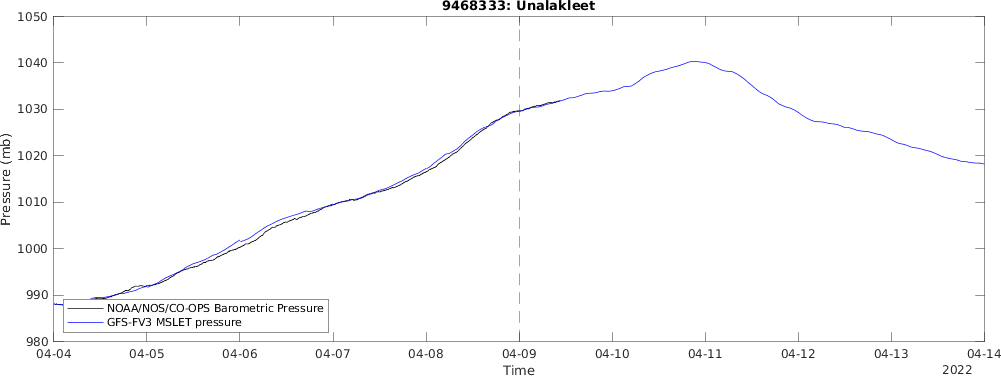 9468333: Unalakleet
Pressure (mb)
1050
1040
1030
1020
1010
1000
990
980
NOAA/NOS/CO-OPS Barometric Pressure
GFS-FV3 MSLET pressure
04-04 04-05 04-06 04-07 04-08 04-09 04-10 04-11 04-12 04-13 04-14
Time
2022